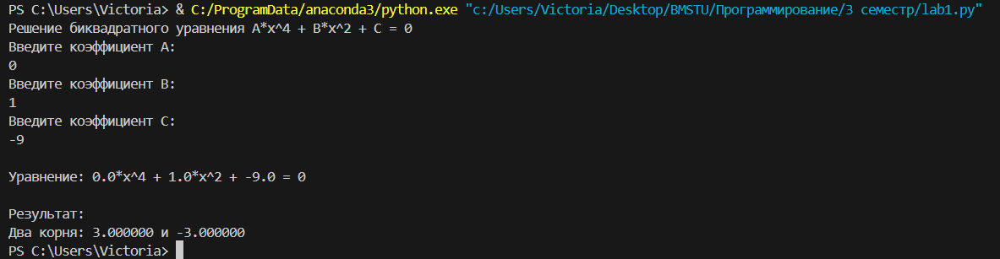 PS C:\Users\Victoria> & C:/ProgramData/anaconda3/python.exe "c:/Users/Victoria/Desktop/BMSTU/Программирование/3 семестр/lab1.py"
Решение биквадратного уравнения A*x^4 + B*x^2 + C = 0
Введите коэффициент A:
0
Введите коэффициент B:
1
Введите коэффициент C:
-9
Уравнение: 0.0*x^4 + 1.0*x^2 + -9.0 = 0
Результат:
Два корня: 3.000000 и -3.000000
PS C:\Users\Victoria>